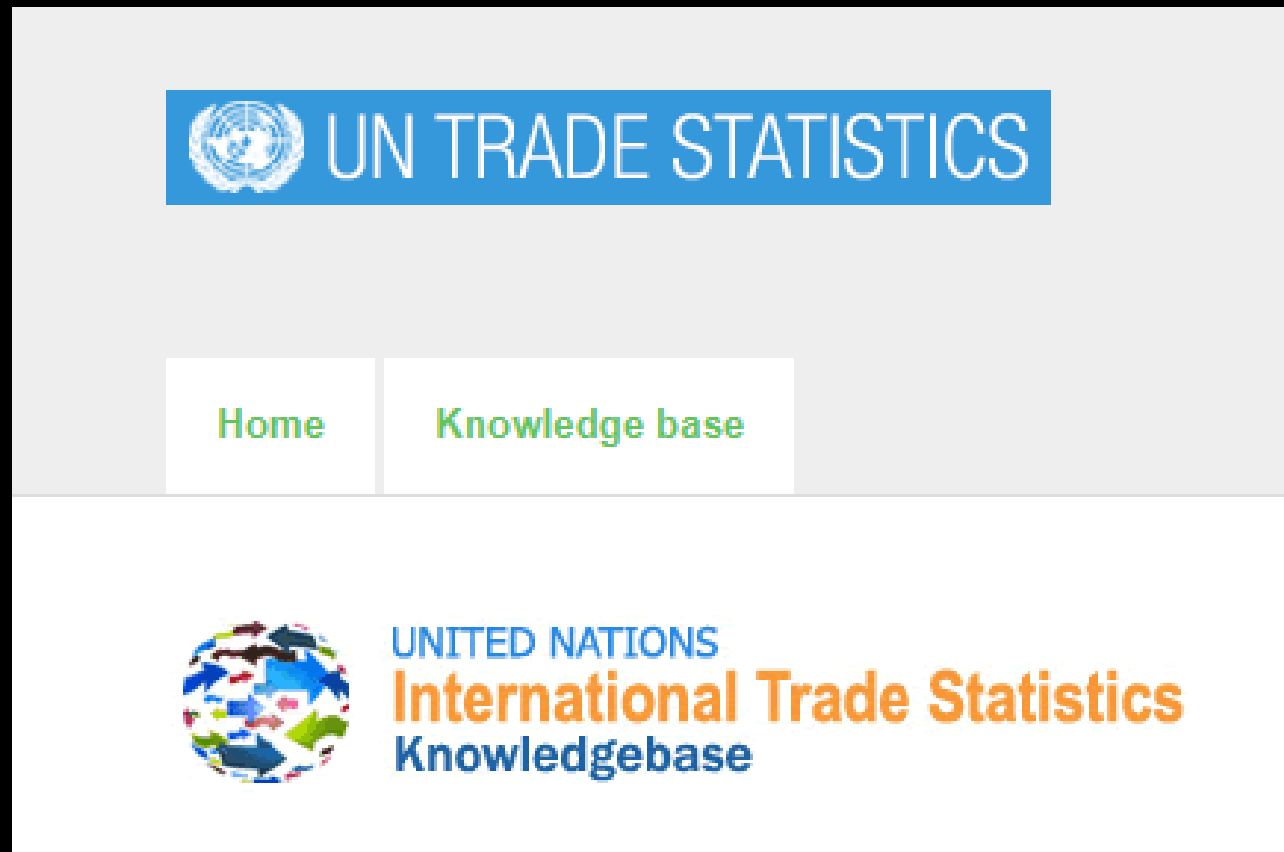 UN TRADE STATISTICS
Home
Knowledge base
UNITED NATIONS
International Trade Statistics
Knowledgebase